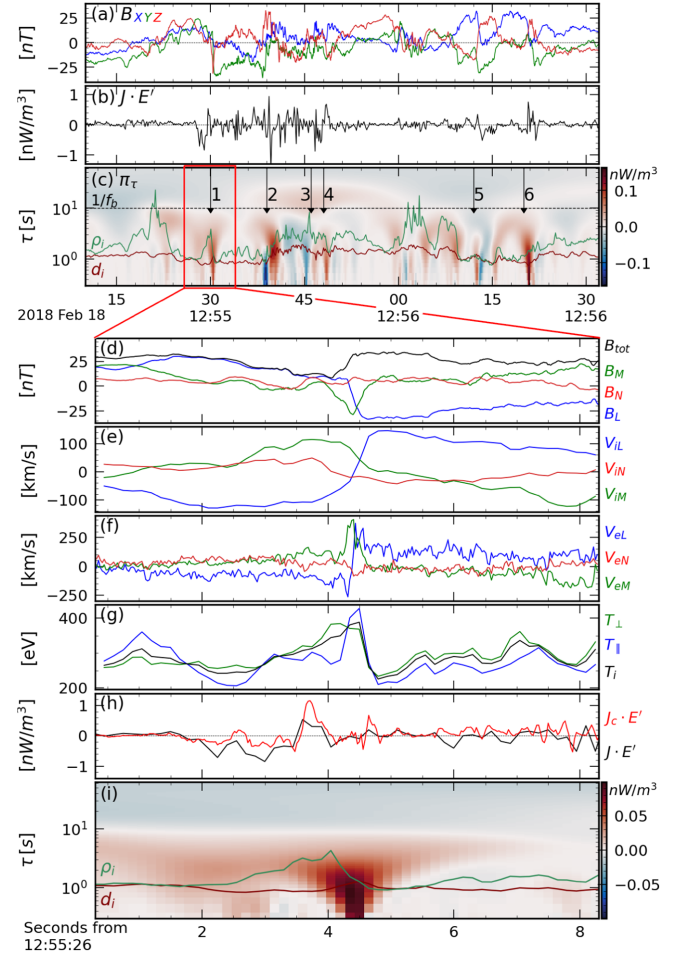 (a) B X Y Z
25
0
−25
[nT]
(b) J · E′
1
0
−1
[nW/m³]
(c) π_τ
1/f_b
1 2 3 4 5 6
nW/m³
10¹
10⁰
τ [s]
ρ_i
d_i
0.1
0.0
−0.1
15 30 45 00 15 30
2018 Feb 18 12:55 12:56 12:56
(d)
25
0
−25
[nT]
B_tot
B_M
B_N
B_L
(e)
100
0
−100
[km/s]
V_iL
V_iN
V_iM
(f)
250
0
−250
[km/s]
V_eL
V_eN
V_eM
(g)
400
200
[eV]
T_⊥
T_∥
T_i
(h)
1
0
−1
[nW/m³]
J_c · E′
J · E′
(i)
nW/m³
10¹
10⁰
τ [s]
ρ_i
d_i
0.05
0.00
−0.05
Seconds from
12:55:26
2 4 6 8